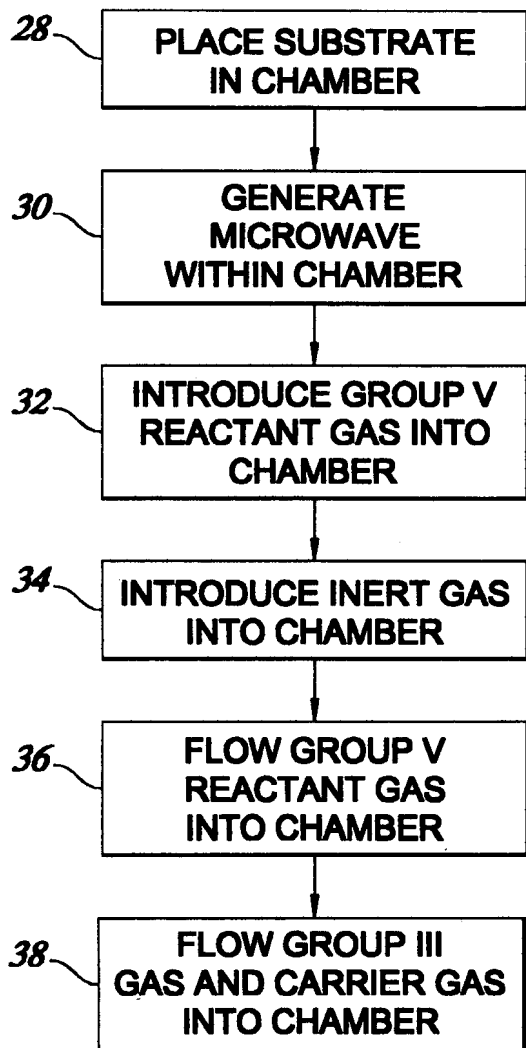 28
PLACE SUBSTRATE
IN CHAMBER
30
GENERATE
MICROWAVE
WITHIN CHAMBER
32
INTRODUCE GROUP V
REACTANT GAS INTO
CHAMBER
34
INTRODUCE INERT GAS
INTO CHAMBER
36
FLOW GROUP V
REACTANT GAS
INTO CHAMBER
38
FLOW GROUP III
GAS AND CARRIER GAS
INTO CHAMBER